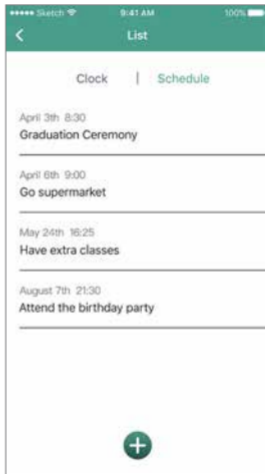 Sketch 9:41 AM 100%
List
Clock | Schedule
April 3th 8:30
Graduation Ceremony
April 6th 9:00
Go supermarket
May 24th 16:25
Have extra classes
August 7th 21:30
Attend the birthday party